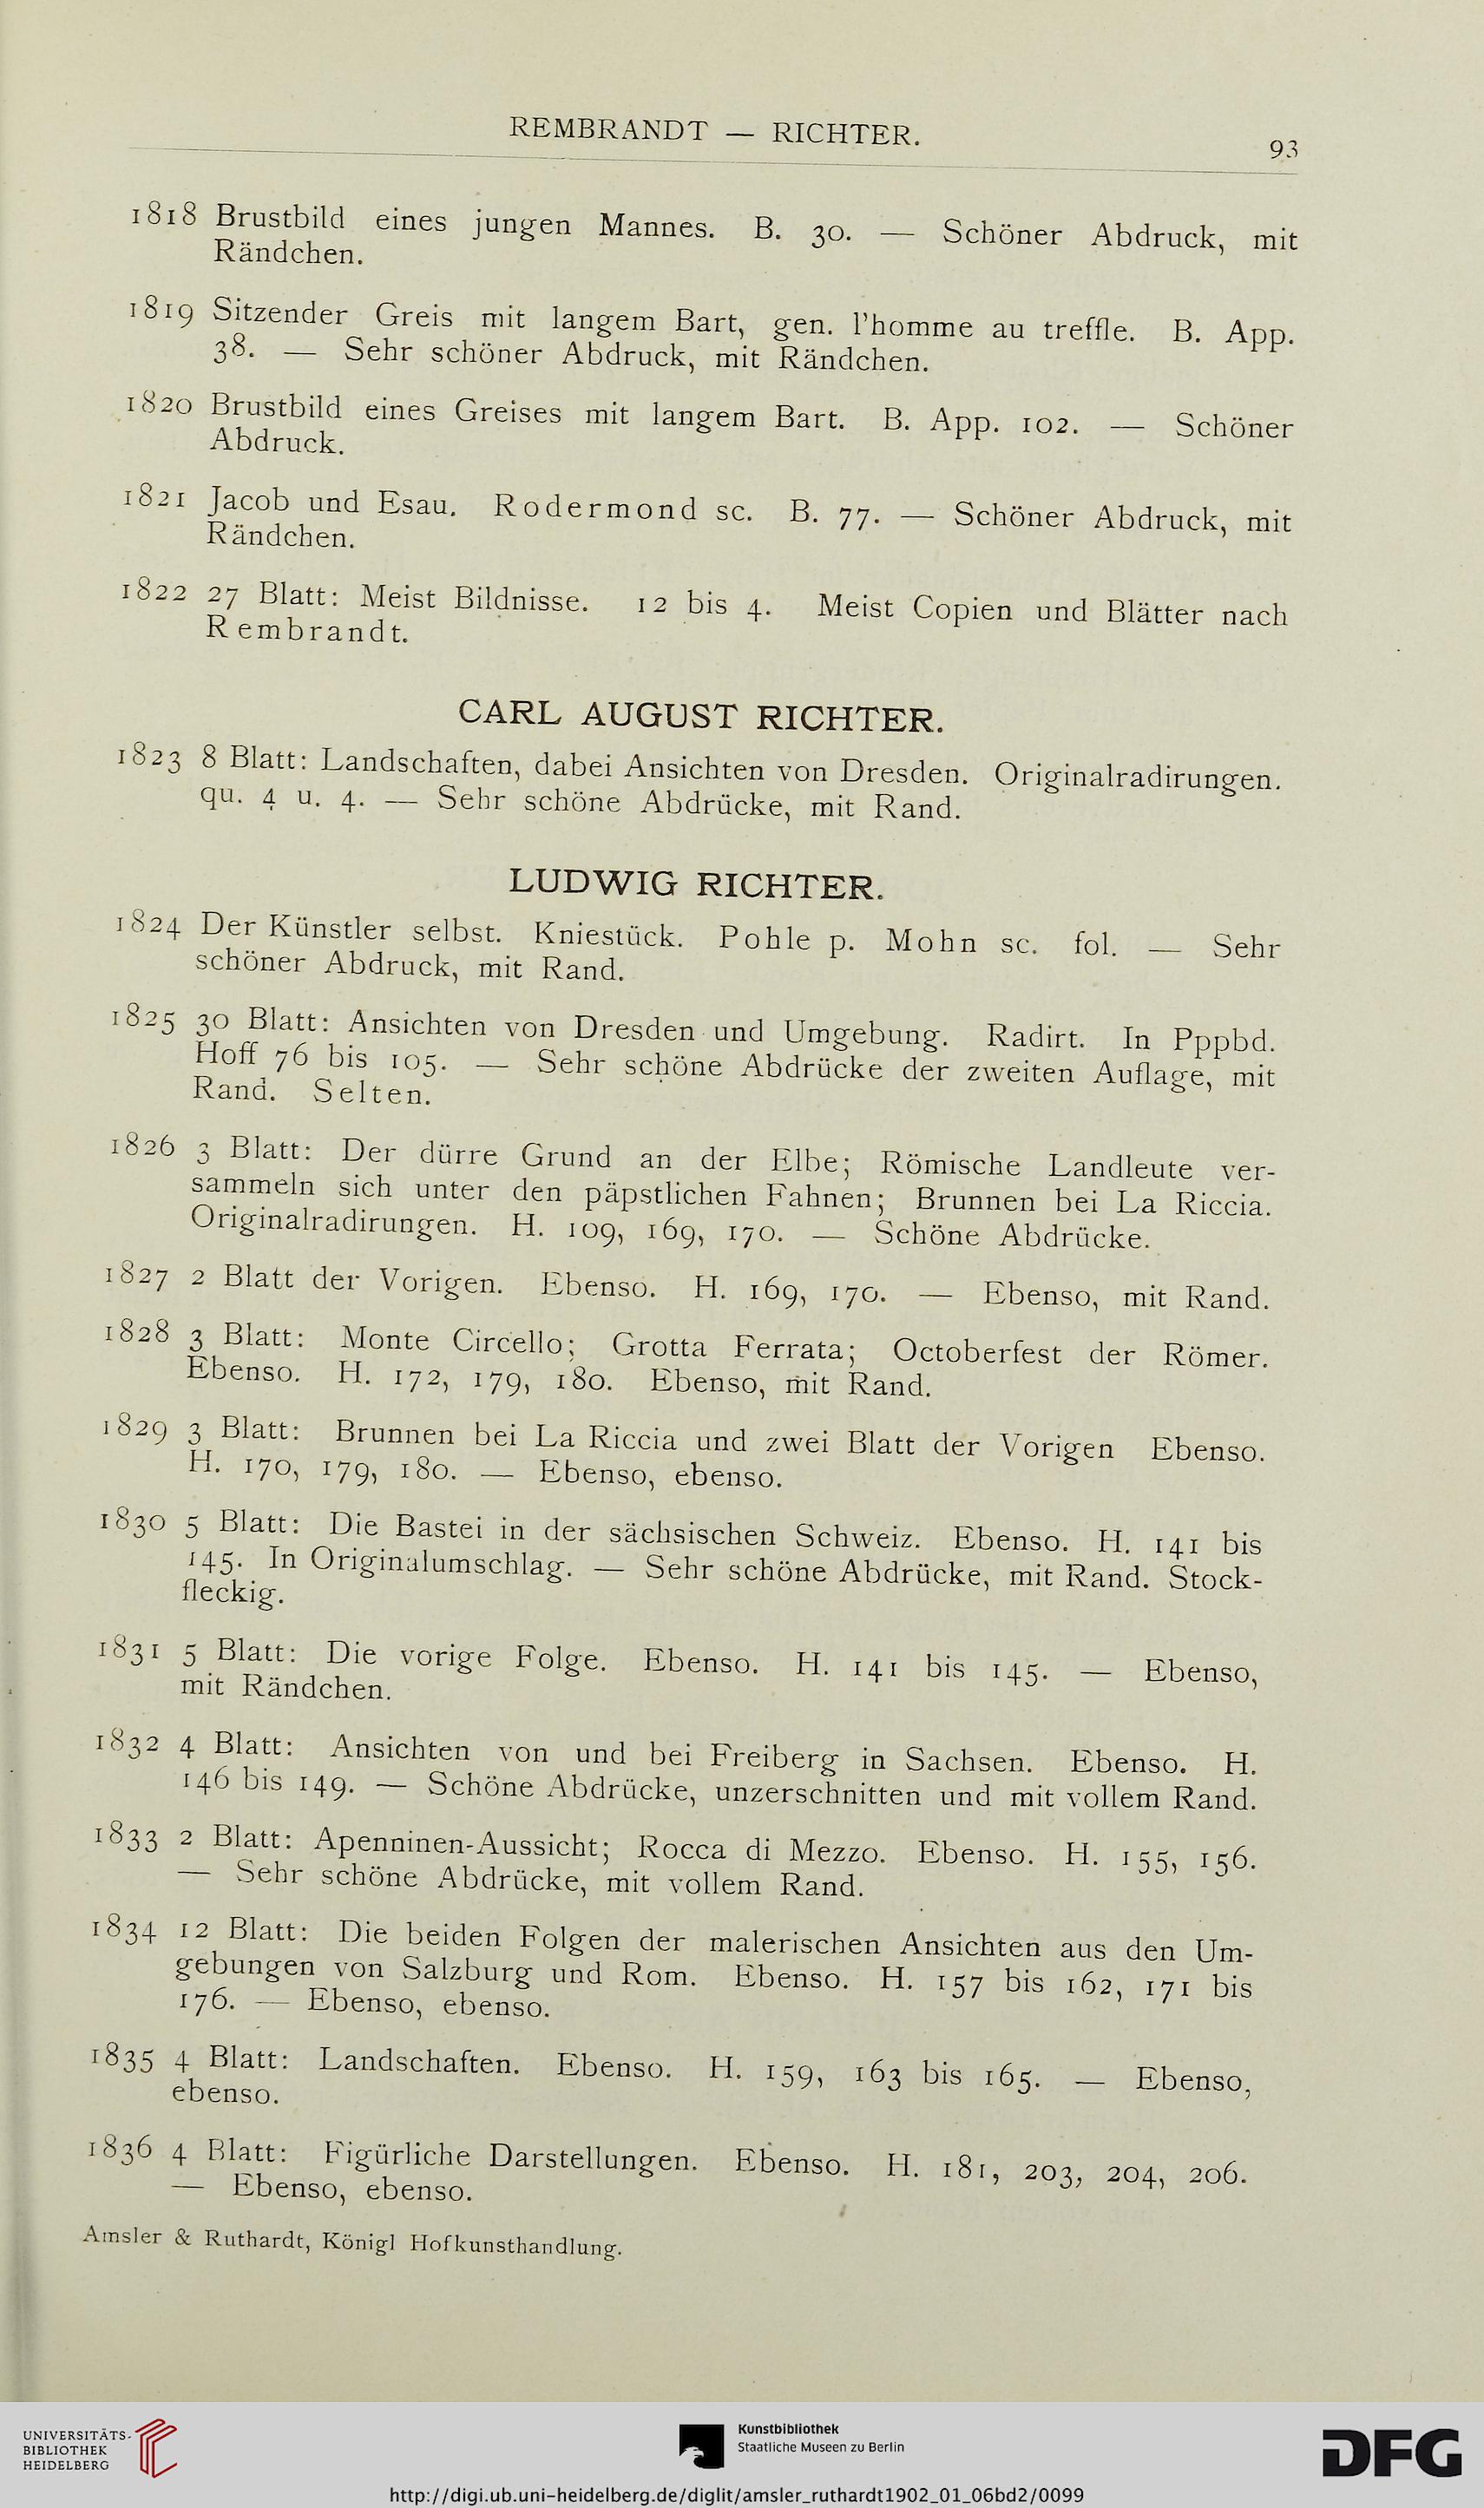 REMBRANDT — RICHTER.
93
1818 Brustbild eines jungen Mannes. B. 30. — Schöner Abdruck, mit
Rändchen.
1819 Sitzender Greis mit langem Bart, gen. l'homme au treffle. B. App.
38. — Sehr schöner Abdruck, mit Rändchen.
1820 Brustbild eines Greises mit langem Bart. B. App. 102. — Schöner
Abdruck.
1821 Jacob und Esau. Rodermond sc. B. 77. — Schöner Abdruck, mit
Rändchen.
1822 27 Blatt: Meist Bildnisse. 12 bis 4. Meist Copien und Blätter nach
Rembrandt.
CARL AUGUST RICHTER.
1823 8 Blatt: Landschaften, dabei Ansichten von Dresden. Originalradirungen.
qu. 4 u. 4. — Sehr schöne Abdrücke, mit Rand.
LUDWIG RICHTER.
1824 Der Künstler selbst. Kniestück. Pohle p. Mohn sc. fol. — Sehr
schöner Abdruck, mit Rand.
1825 30 Blatt: Ansichten von Dresden und Umgebung. Radirt. In Pppbd.
Hoff 76 bis 105. — Sehr schöne Abdrücke der zweiten Auflage, mit
Rand. Selten.
1826 3 Blatt: Der dürre Grund an der Elbe; Römische Landleute ver-
sammeln sich unter den päpstlichen Fahnen; Brunnen bei La Riccia.
Originalradirungen. H. 109, 169, 170. — Schöne Abdrücke.
1827 2 Blatt der Vorigen. Ebenso. H. 169, 170. — Ebenso, mit Rand.
1828 3 Blatt: Monte Circello; Grotta Ferrata; Octoberfest der Römer.
Ebenso. H. 172, 179, 180. Ebenso, mit Rand.
1829 3 Blatt: Brunnen bei La Riccia und zwei Blatt der Vorigen Ebenso.
H. 170, 179, 180. — Ebenso, ebenso.
1830 5 Blatt: Die Bastei in der sächsischen Schweiz. Ebenso. H. 141 bis
145. In Originalumschlag. — Sehr schöne Abdrücke, mit Rand. Stock-
fleckig.
1831 5 Blatt: Die vorige Folge. Ebenso. H. 141 bis 145. — Ebenso,
mit Rändchen.
1832 4 Blatt: Ansichten von und bei Freiberg in Sachsen. Ebenso. H.
146 bis 149. — Schöne Abdrücke, unzerschnitten und mit vollem Rand.
1833 2 Blatt: Apenninen-Aussicht; Rocca di Mezzo. Ebenso. H. 155, 156.
— Sehr schöne Abdrücke, mit vollem Rand.
1834 12 Blatt: Die beiden Folgen der malerischen Ansichten aus den Um-
gebungen von Salzburg und Rom. Ebenso. H. 157 bis 162, 171 bis
176. — Ebenso, ebenso.
1835 4 Blatt: Landschaften. Ebenso. H. 159, 163 bis 165. — Ebenso,
ebenso.
1836 4 Blatt: Figürliche Darstellungen. Ebenso. H. 181, 203, 204, 206.
— Ebenso, ebenso.
Amsler & Ruthardt, Königl Hofkunsthandlung.
UNIVERSITÄTS-
BIBLIOTHEK
HEIDELBERG
Kunstbibliothek
Staatliche Museen zu Berlin
DFG
http://digi.ub.uni-heidelberg.de/diglit/amsler_ruthardt1902_01_06bd2/0099